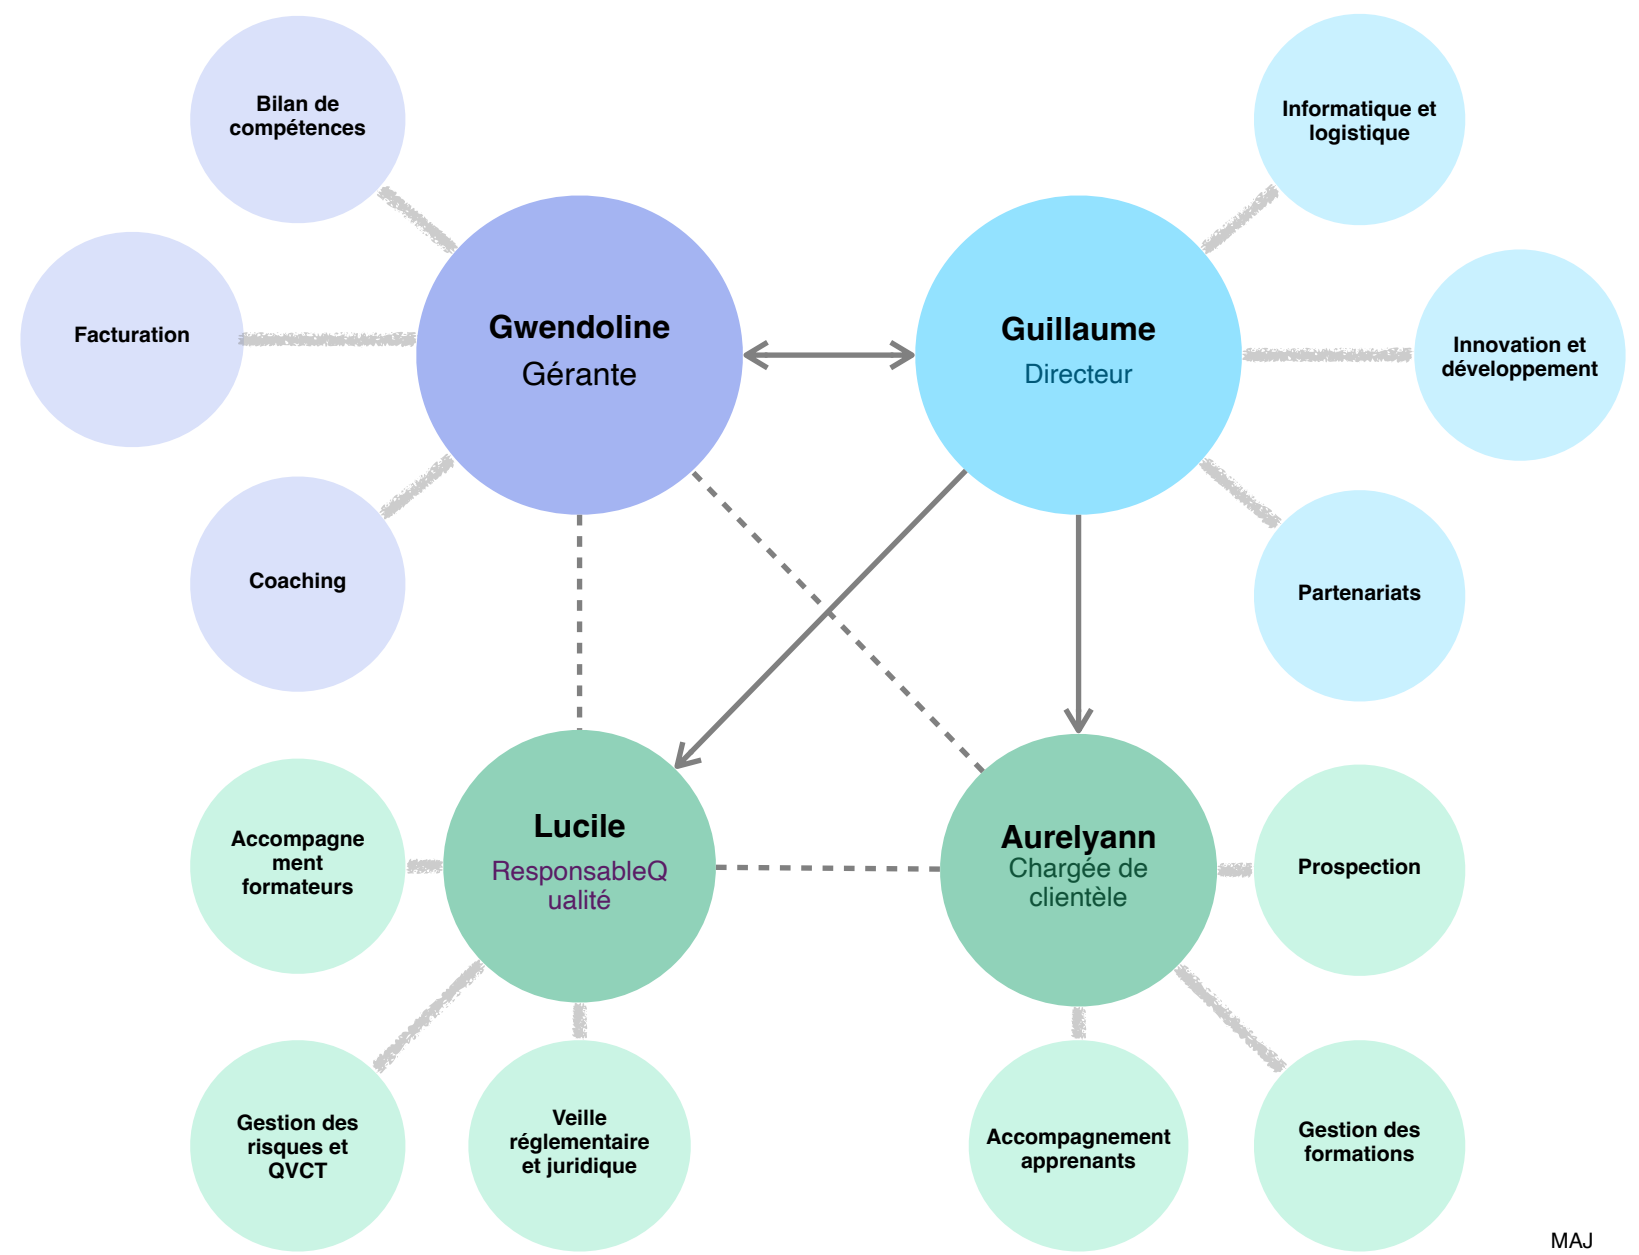 Bilan de
compétences
Informatique et
logistique
Facturation
Gwendoline
Gérante
Guillaume
Directeur
Innovation et
développement
Coaching
Partenariats
Accompagne
ment
formateurs
Lucile
ResponsableQ
ualité
Aurelyann
Chargée de
clientèle
Prospection
Gestion des
risques et
QVCT
Veille
réglementaire
et juridique
Accompagnement
apprenants
Gestion des
formations
MAJ